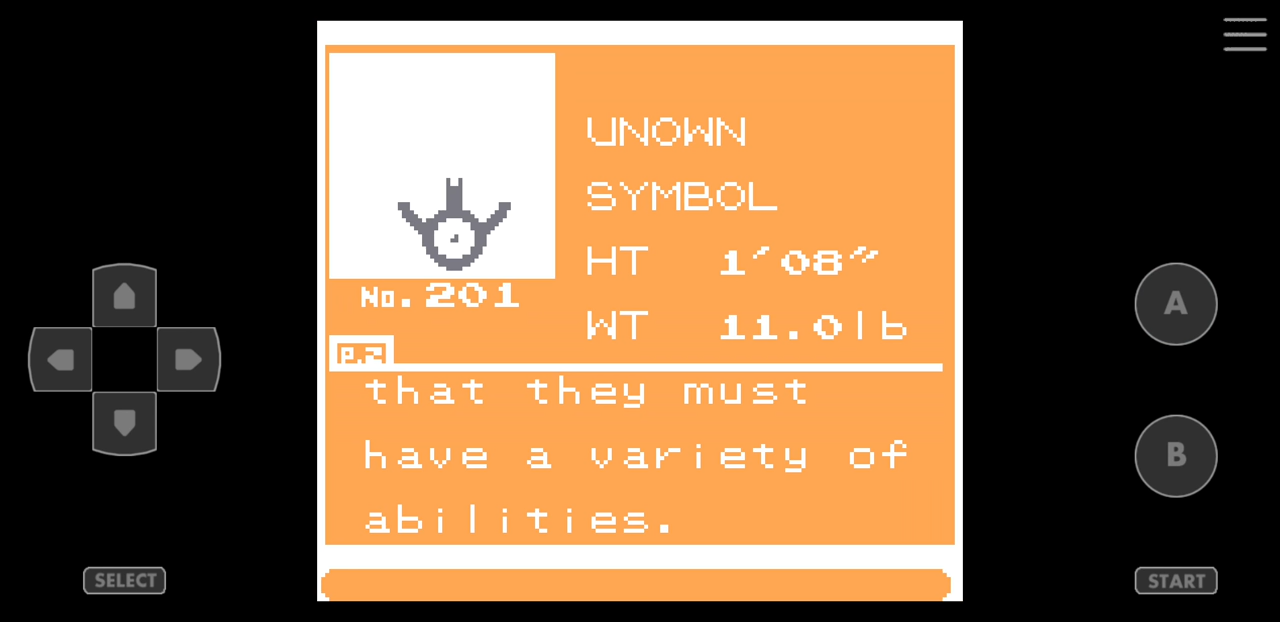 UNOWN
SYMBOL
HT 1′08″
WT 11.0lb
No.201
P.2
that they must
have a variety of
abilities.
A
B
SELECT
START